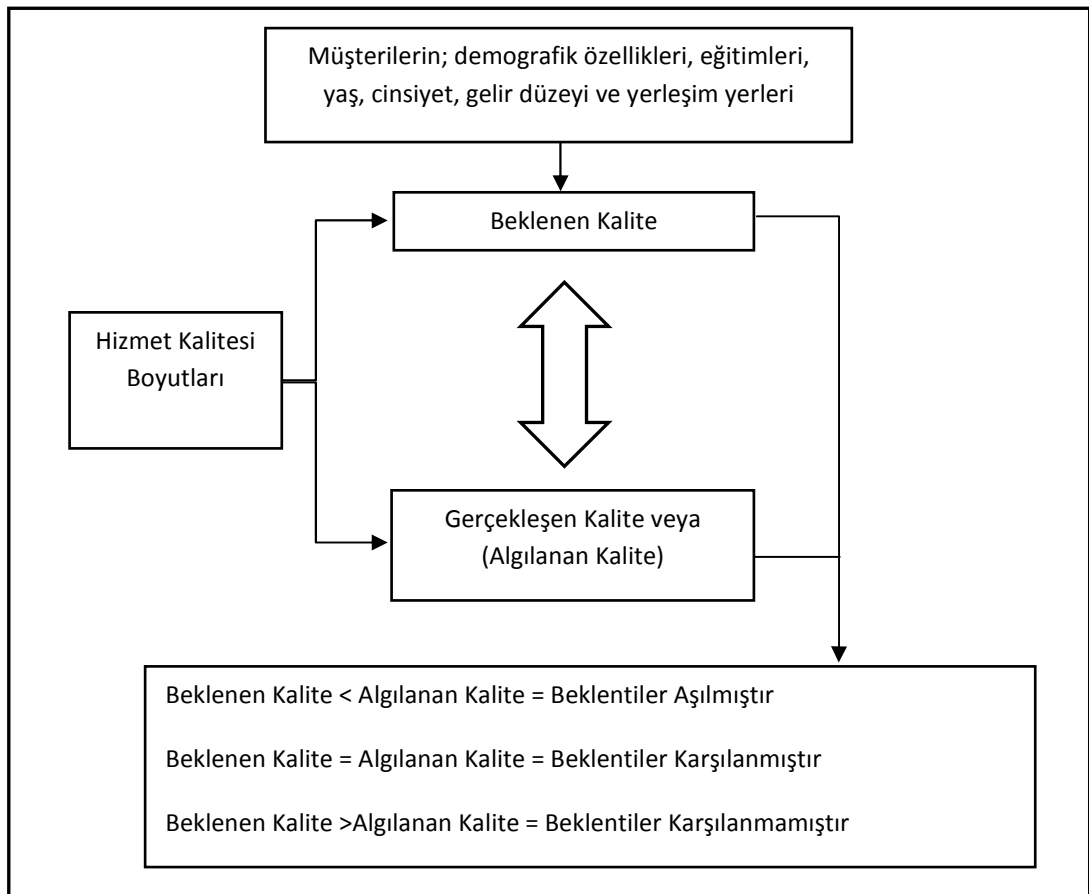 Müşterilerin; demografik özellikleri, eğitimleri,
yaş, cinsiyet, gelir düzeyi ve yerleşim yerleri
Beklenen Kalite
Hizmet Kalitesi
Boyutları
Gerçekleşen Kalite veya
(Algılanan Kalite)
Beklenen Kalite < Algılanan Kalite = Beklentiler Aşılmıştır
Beklenen Kalite = Algılanan Kalite = Beklentiler Karşılanmıştır
Beklenen Kalite >Algılanan Kalite = Beklentiler Karşılanmamıştır